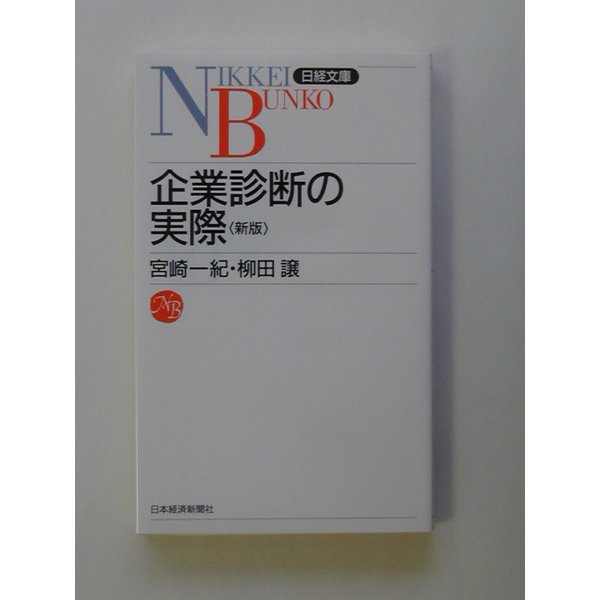 NIKKEI 日経文庫
BUNKO
企業診断の
実際〈新版〉
宮崎一紀・柳田 譲
NB
日本経済新聞社